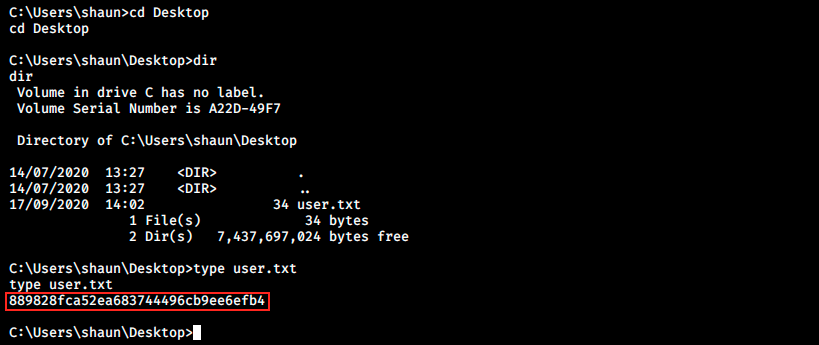 C:\Users\shaun>cd Desktop
cd Desktop
C:\Users\shaun\Desktop>dir
dir
Volume in drive C has no label.
Volume Serial Number is A22D-49F7
Directory of C:\Users\shaun\Desktop
14/07/2020  13:27    <DIR>          .
14/07/2020  13:27    <DIR>          ..
17/09/2020  14:02                34 user.txt
1 File(s)             34 bytes
2 Dir(s)   7,437,697,024 bytes free
C:\Users\shaun\Desktop>type user.txt
type user.txt
889828fca52ea683744496cb9ee6efb4
C:\Users\shaun\Desktop>